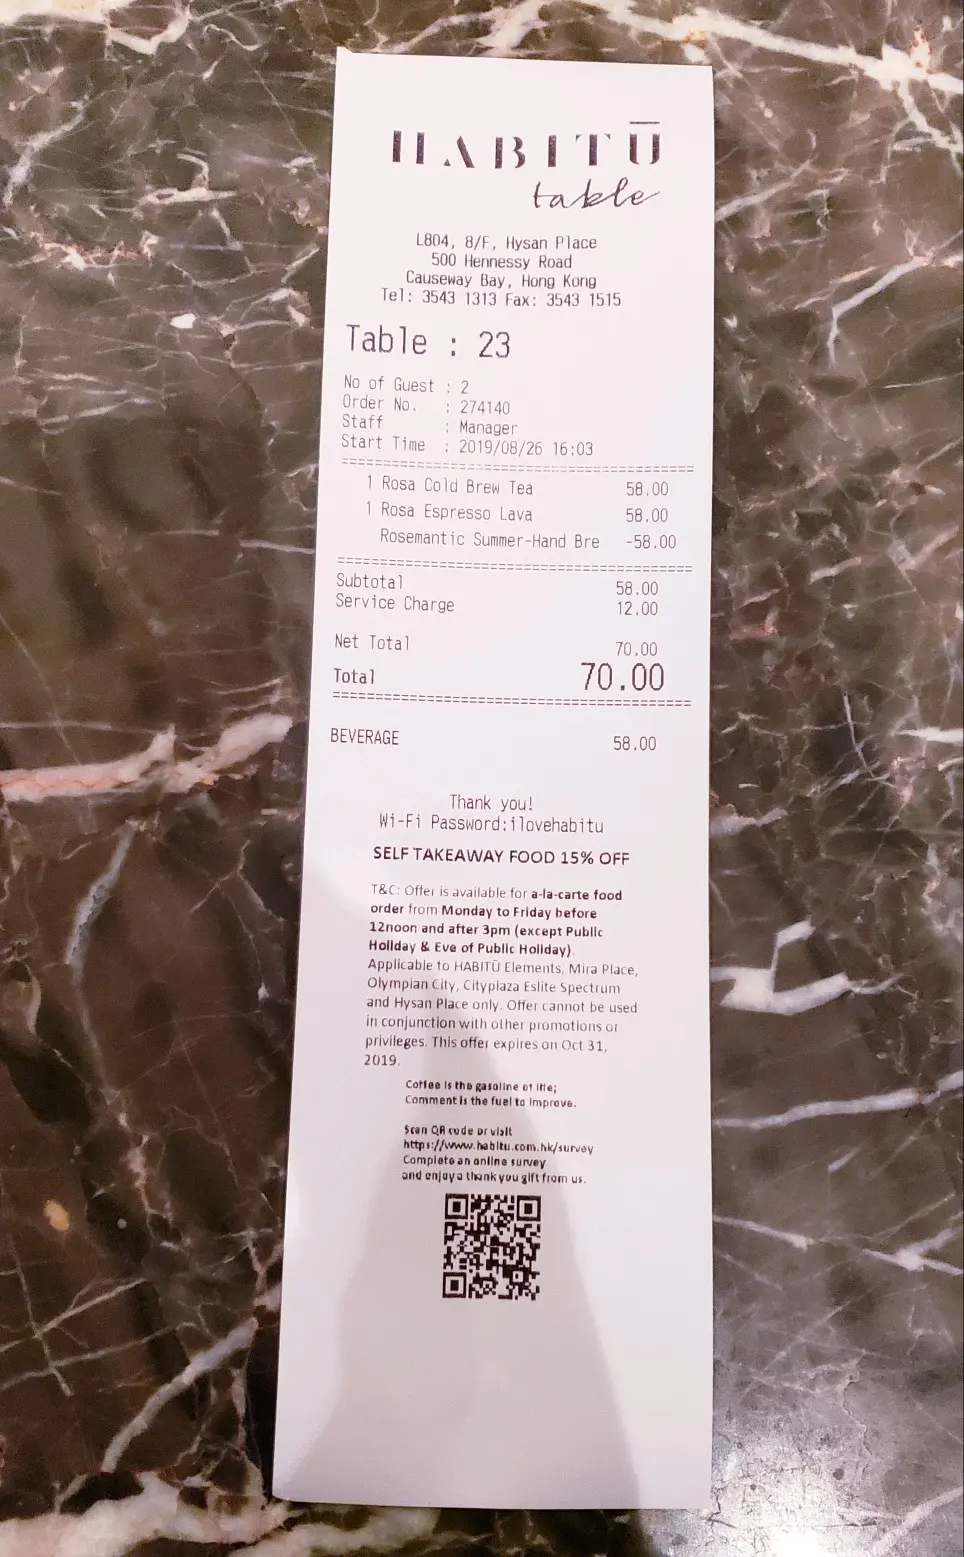 HABITŪ
table
L804, 8/F, Hysan Place
500 Hennessy Road
Causeway Bay, Hong Kong
Tel: 3543 1313 Fax: 3543 1515
Table : 23
No of Guest : 2
Order No. : 274140
Staff : Manager
Start Time : 2019/08/26 16:03
1 Rosa Cold Brew Tea 58.00
1 Rosa Espresso Lava 58.00
Rosemantic Summer-Hand Bre -58.00
Subtotal 58.00
Service Charge 12.00
Net Total 70.00
Total 70.00
BEVERAGE 58.00
Thank you!
Wi-Fi Password:ilovehabitu
SELF TAKEAWAY FOOD 15% OFF
T&C: Offer is available for a-la-carte food
order from Monday to Friday before
12noon and after 3pm (except Public
Holiday & Eve of Public Holiday).
Applicable to HABITŪ Elements, Mira Place,
Olympian City, Cityplaza Eslite Spectrum
and Hysan Place only. Offer cannot be used
in conjunction with other promotions or
privileges. This offer expires on Oct 31,
2019.
Coffee is the gasoline of life;
Comment is the fuel to improve.
Scan QR code or visit
https://www.habitu.com.hk/survey
Complete an online survey
and enjoy a thank you gift from us.